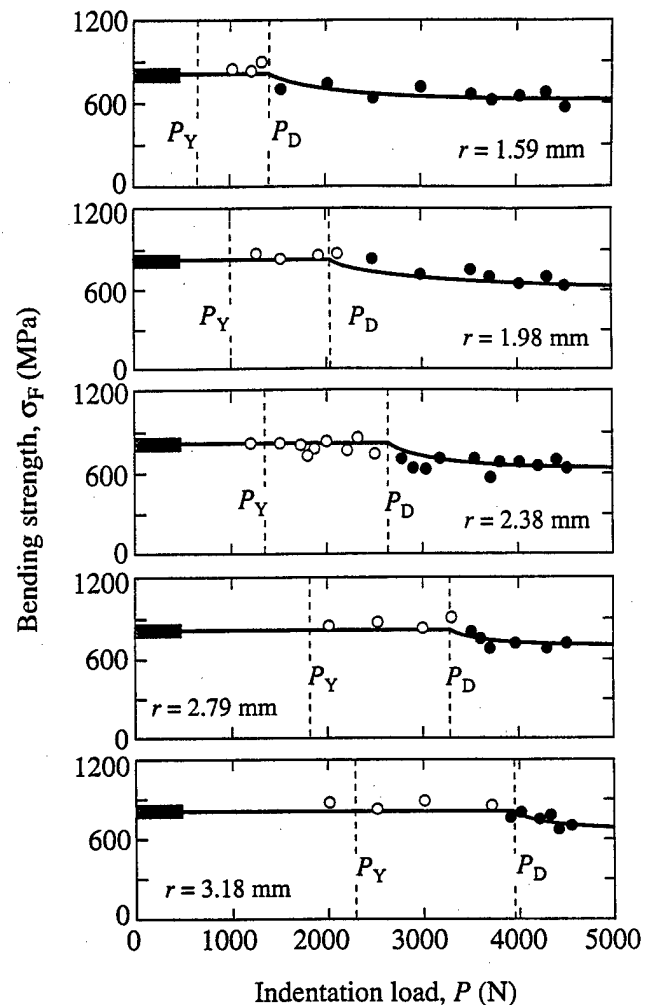 1200
600
0
P_Y
P_D
r = 1.59 mm
1200
600
0
P_Y
P_D
r = 1.98 mm
1200
600
0
P_Y
P_D
r = 2.38 mm
1200
600
0
P_Y
P_D
r = 2.79 mm
1200
600
0
P_Y
P_D
r = 3.18 mm
0 1000 2000 3000 4000 5000
Indentation load, P (N)
Bending strength, σ_F (MPa)